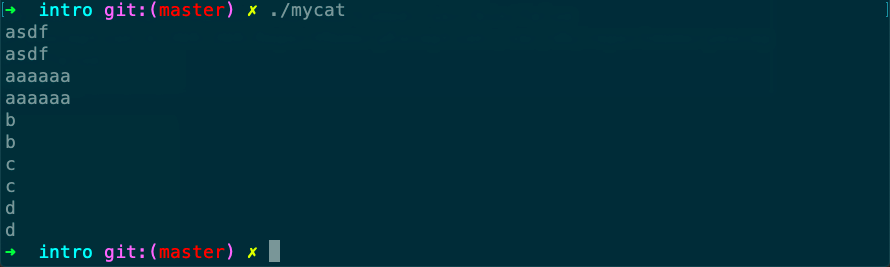 ➜  intro git:(master) ✗ ./mycat
asdf
asdf
aaaaaa
aaaaaa
b
b
c
c
d
d
➜  intro git:(master) ✗